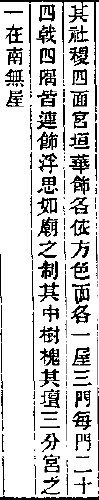 其社稷四面宮垣華飾各依方色面各一屋三門每門二十
四戟四隅皆連飾浮思如廟之制其中樹槐其壇三分宮之
一在南無屋